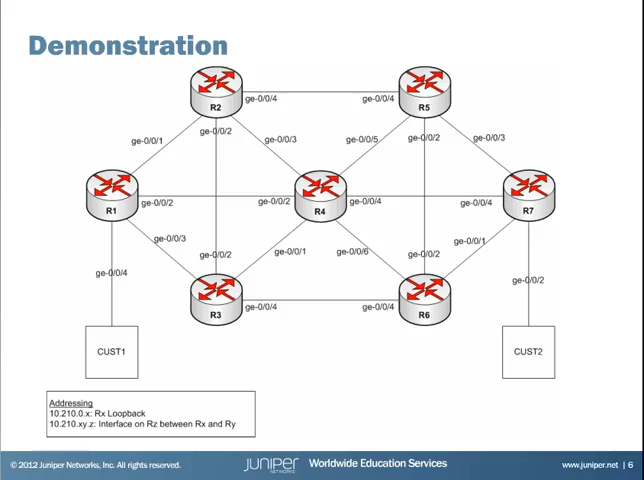 Demonstration
R2
ge-0/0/4
ge-0/0/4
R5
ge-0/0/1
ge-0/0/2
ge-0/0/3
ge-0/0/5
ge-0/0/2
ge-0/0/3
R1
ge-0/0/2
ge-0/0/2
R4
ge-0/0/4
ge-0/0/4
R7
ge-0/0/3
ge-0/0/2
ge-0/0/1
ge-0/0/6
ge-0/0/2
ge-0/0/1
ge-0/0/4
ge-0/0/2
R3
ge-0/0/4
ge-0/0/4
R6
CUST1
CUST2
Addressing
10.210.0.x: Rx Loopback
10.210.xy.z: Interface on Rz between Rx and Ry
© 2012 Juniper Networks, Inc. All rights reserved.
JUNIPER
NETWORKS
Worldwide Education Services
www.juniper.net | 6